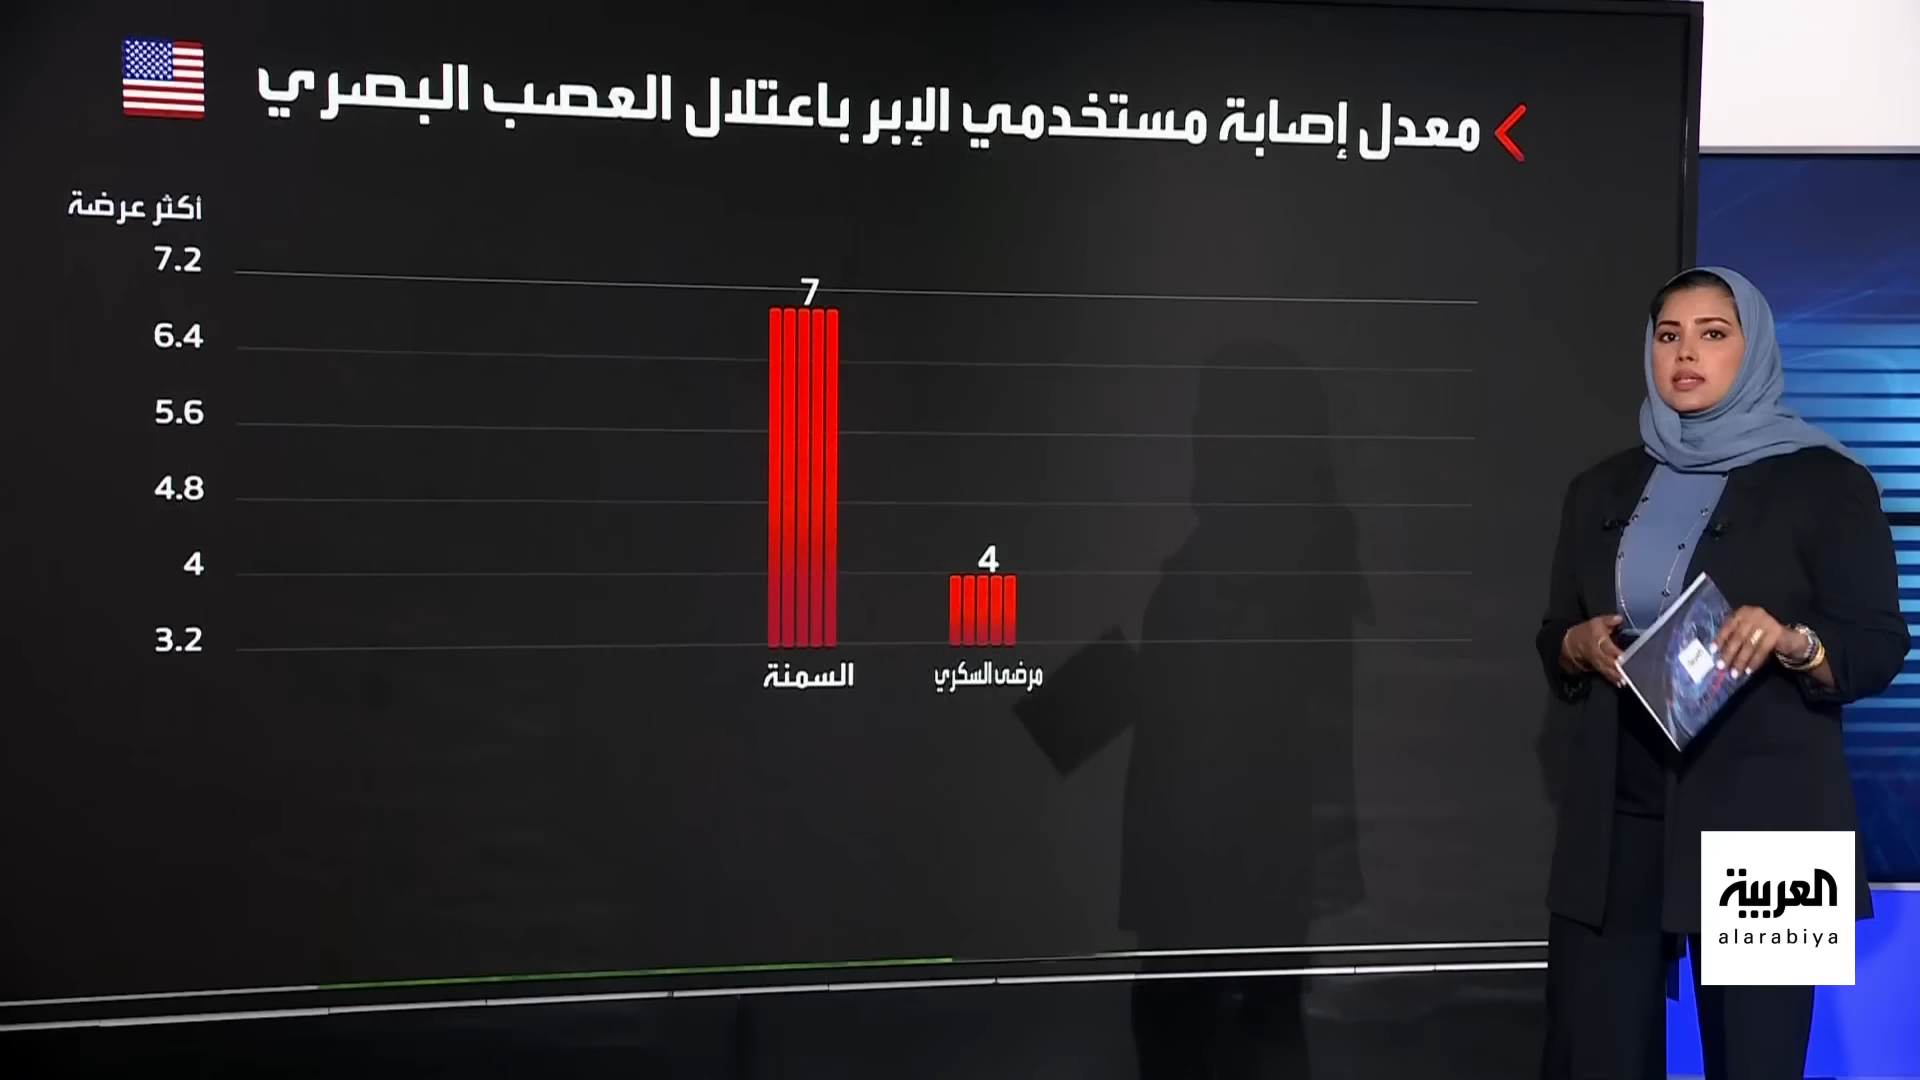 معدل إصابة مستخدمي الإبر باعتلال العصب البصري
أكثر عرضة
7.2
6.4
5.6
4.8
4
3.2
7
4
السمنة
مرضى السكري
العربية
alarabiya